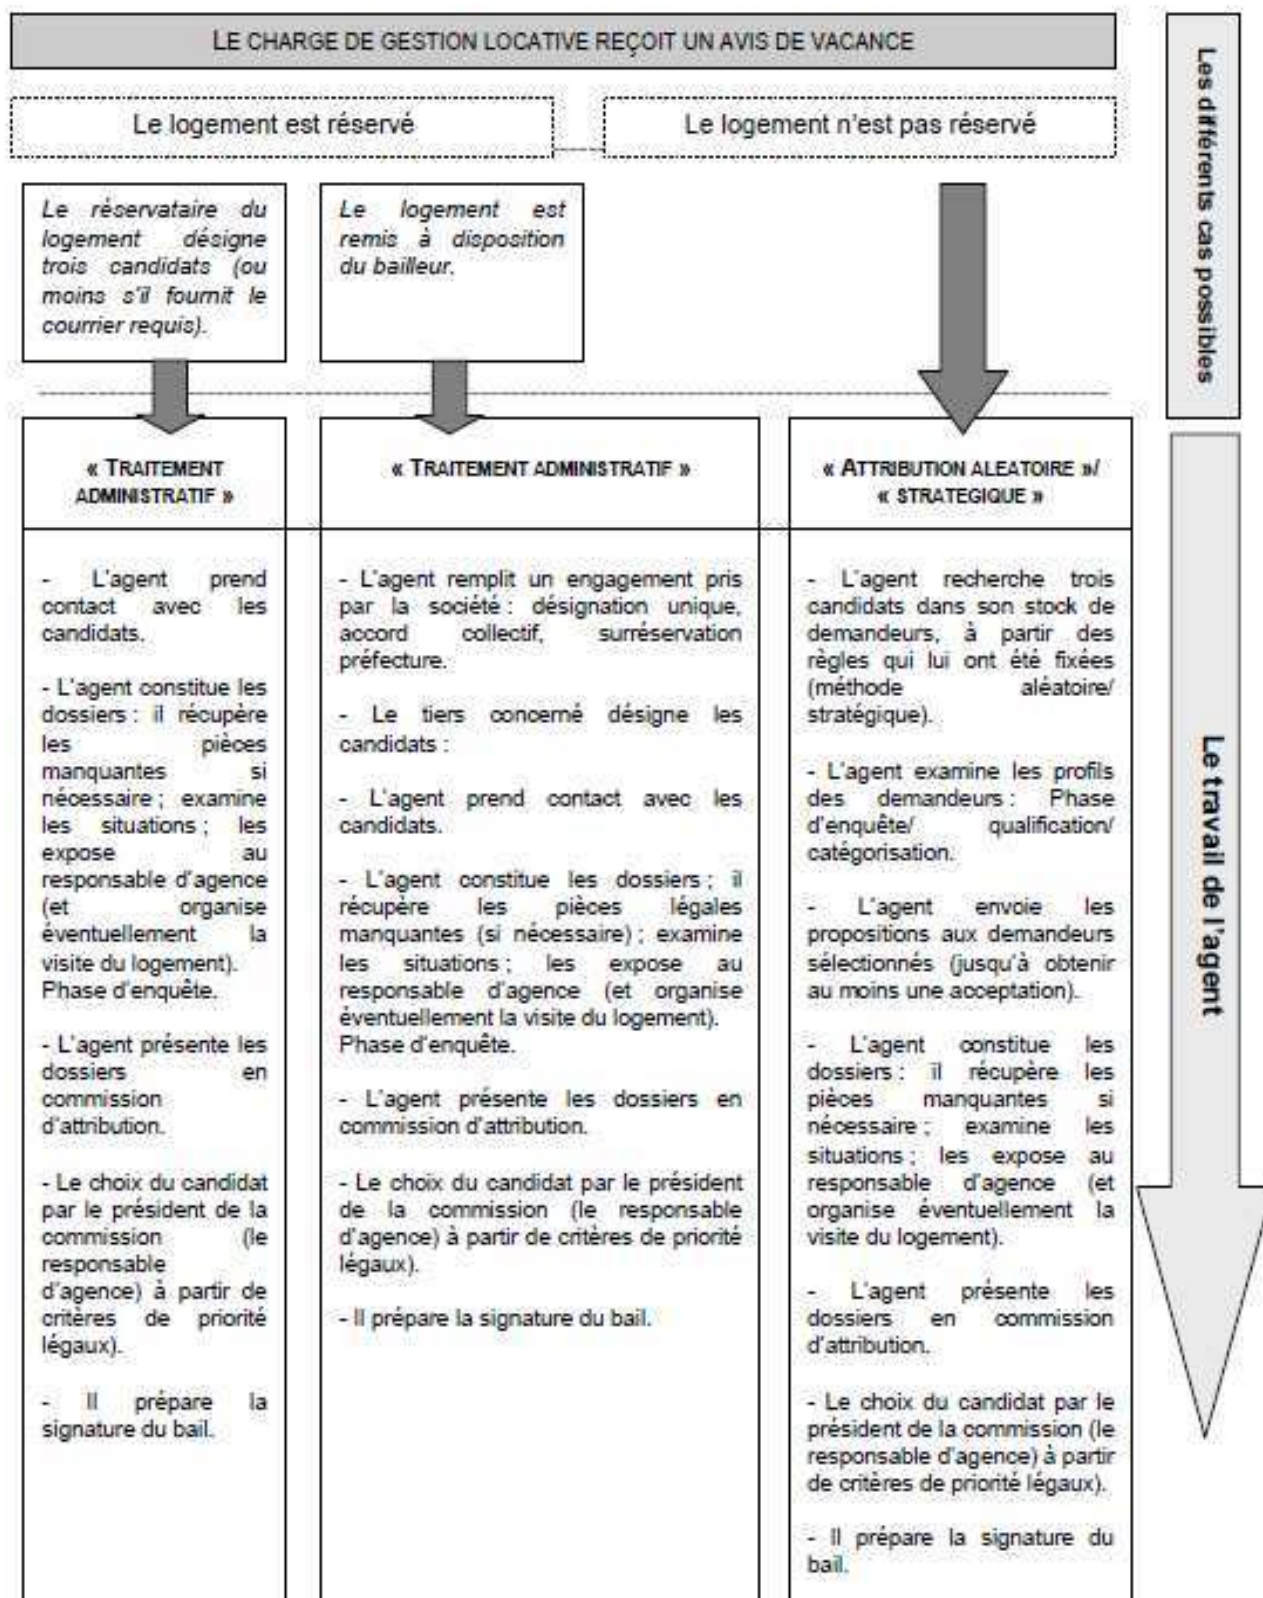 LE CHARGE DE GESTION LOCATIVE REÇOIT UN AVIS DE VACANCE
Le logement est réservé
Le logement n'est pas réservé
Le réservataire du
logement désigne
trois candidats (ou
moins s'il fournit le
courrier requis).
Le logement est
remis à disposition
du bailleur.
Les différents cas possibles
« TRAITEMENT
ADMINISTRATIF »
- L'agent prend
contact avec les
candidats.
- L'agent constitue les
dossiers : il récupère
les pièces
manquantes si
nécessaire ; examine
les situations ; les
expose au
responsable d'agence
(et organise
éventuellement la
visite du logement).
Phase d'enquête.
- L'agent présente les
dossiers en
commission
d'attribution.
- Le choix du candidat
par le président de la
commission (le
responsable
d'agence) à partir de
critères de priorité
légaux).
- Il prépare la
signature du bail.
« TRAITEMENT ADMINISTRATIF »
- L'agent remplit un engagement pris
par la société : désignation unique,
accord collectif, surréservation
préfecture.
- Le tiers concerné désigne les
candidats :
- L'agent prend contact avec les
candidats.
- L'agent constitue les dossiers ; il
récupère les pièces légales
manquantes (si nécessaire) ; examine
les situations ; les expose au
responsable d'agence (et organise
éventuellement la visite du logement).
Phase d'enquête.
- L'agent présente les dossiers en
commission d'attribution.
- Le choix du candidat par le président
de la commission (le responsable
d'agence) à partir de critères de priorité
légaux).
- Il prépare la signature du bail.
« ATTRIBUTION ALEATOIRE »/
« STRATEGIQUE »
- L'agent recherche trois
candidats dans son stock de
demandeurs, à partir des
règles qui lui ont été fixées
(méthode aléatoire/
stratégique).
- L'agent examine les profils
des demandeurs : Phase
d'enquête/ qualification/
catégorisation.
- L'agent envoie les
propositions aux demandeurs
sélectionnés (jusqu'à obtenir
au moins une acceptation).
- L'agent constitue les
dossiers : il récupère les
pièces manquantes si
nécessaire ; examine les
situations ; les expose au
responsable d'agence (et
organise éventuellement la
visite du logement).
- L'agent présente les
dossiers en commission
d'attribution.
- Le choix du candidat par le
président de la commission (le
responsable d'agence) à partir
de critères de priorité légaux).
- Il prépare la signature du
bail.
Le travail de l'agent